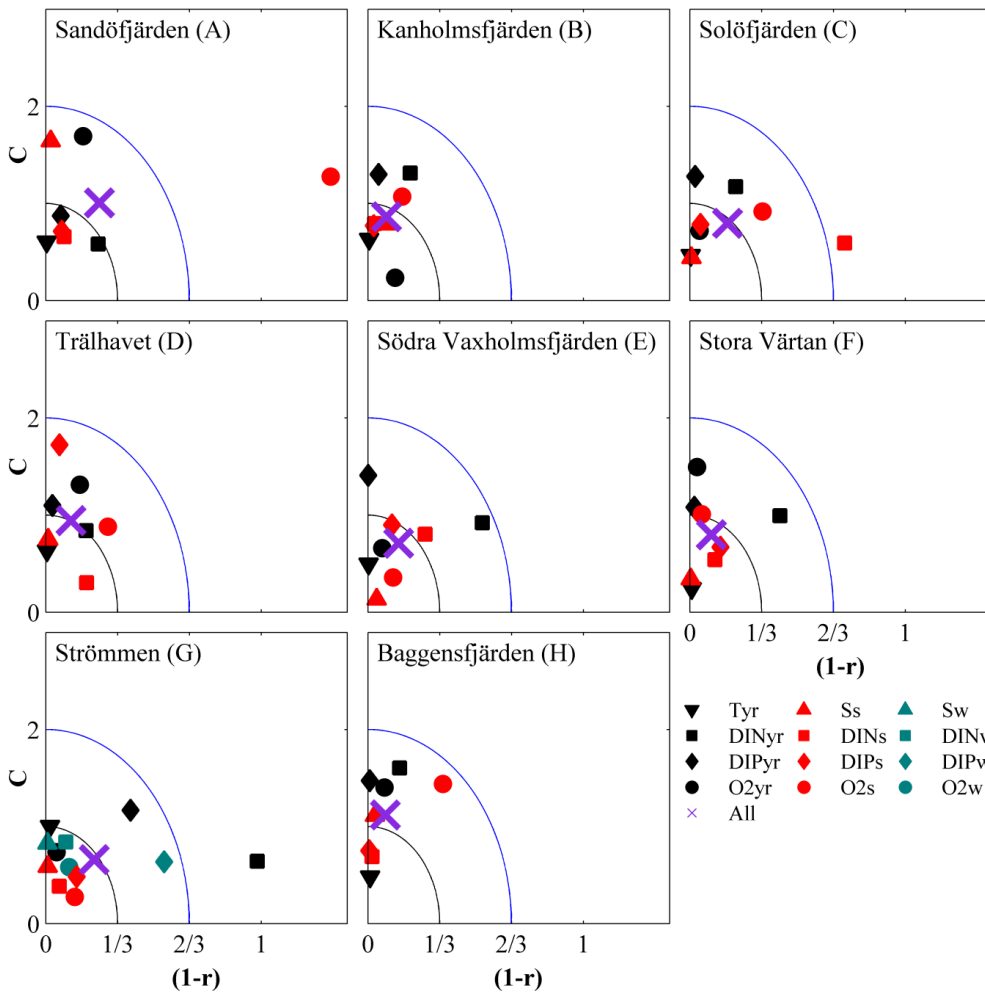 Sandöfjärden (A)
Kanholmsfjärden (B)
Solöfjärden (C)
2
C
0
Trälhavet (D)
Södra Vaxholmsfjärden (E)
Stora Värtan (F)
2
C
0
0 1/3 2/3 1
(1-r)
Strömmen (G)
Baggensfjärden (H)
2
C
0
0 1/3 2/3 1
(1-r)
0 1/3 2/3 1
(1-r)
Tyr Ss Sw
DINyr DINs DINw
DIPyr DIPs DIPw
O2yr O2s O2w
All